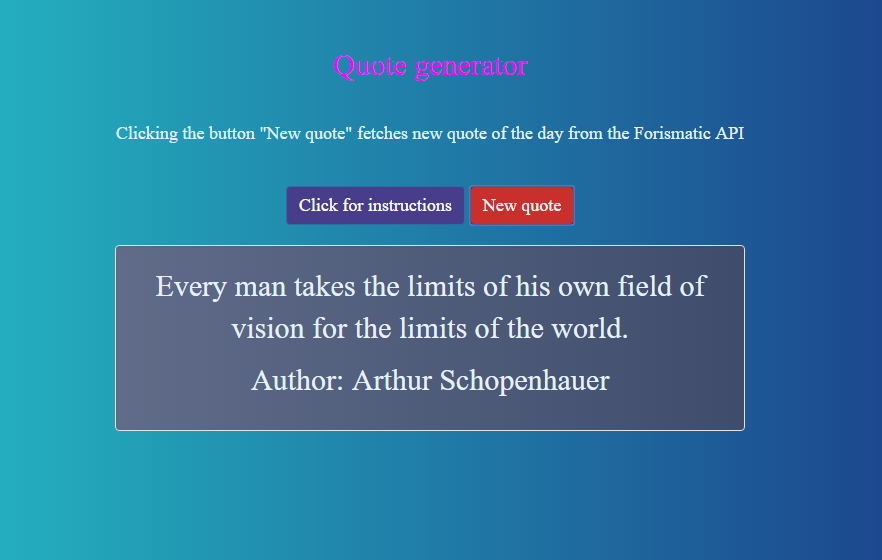 Quote generator
Clicking the button "New quote" fetches new quote of the day from the Forismatic API
Click for instructions
New quote
Every man takes the limits of his own field of
vision for the limits of the world.
Author: Arthur Schopenhauer